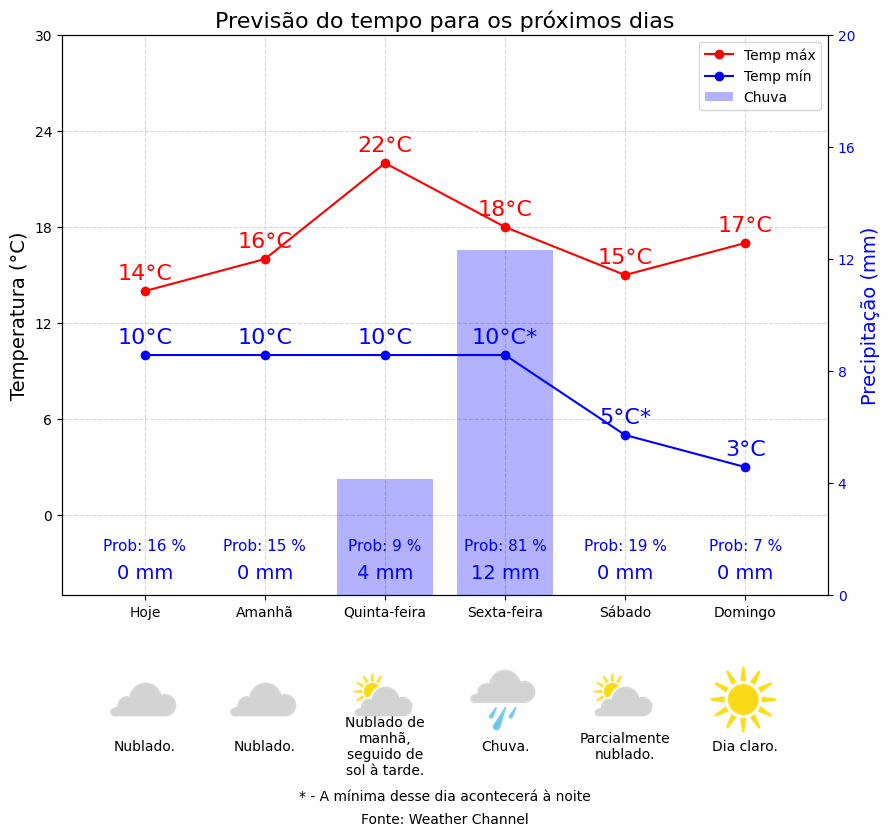 Previsão do tempo para os próximos dias
30
24
18
12
6
0
Temperatura (°C)
20
16
12
8
4
0
Precipitação (mm)
Temp máx
Temp mín
Chuva
14°C
16°C
22°C
18°C
15°C
17°C
10°C
10°C
10°C
10°C*
5°C*
3°C
Prob: 16 %
Prob: 15 %
Prob: 9 %
Prob: 81 %
Prob: 19 %
Prob: 7 %
0 mm
0 mm
4 mm
12 mm
0 mm
0 mm
Hoje
Amanhã
Quinta-feira
Sexta-feira
Sábado
Domingo
Nublado.
Nublado.
Nublado de
manhã,
seguido de
sol à tarde.
Chuva.
Parcialmente
nublado.
Dia claro.
* - A mínima desse dia acontecerá à noite
Fonte: Weather Channel